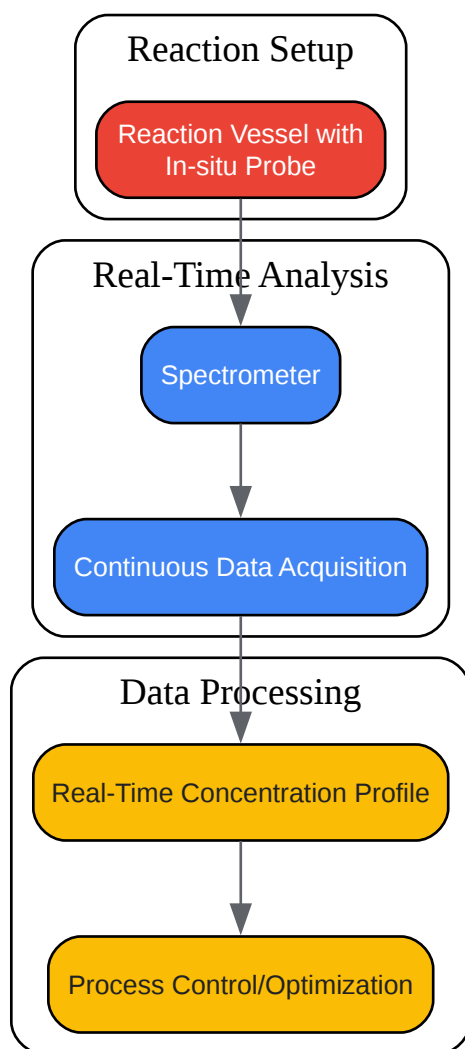 Reaction Setup
Reaction Vessel with
In-situ Probe
Real-Time Analysis
Spectrometer
Continuous Data Acquisition
Data Processing
Real-Time Concentration Profile
Process Control/Optimization